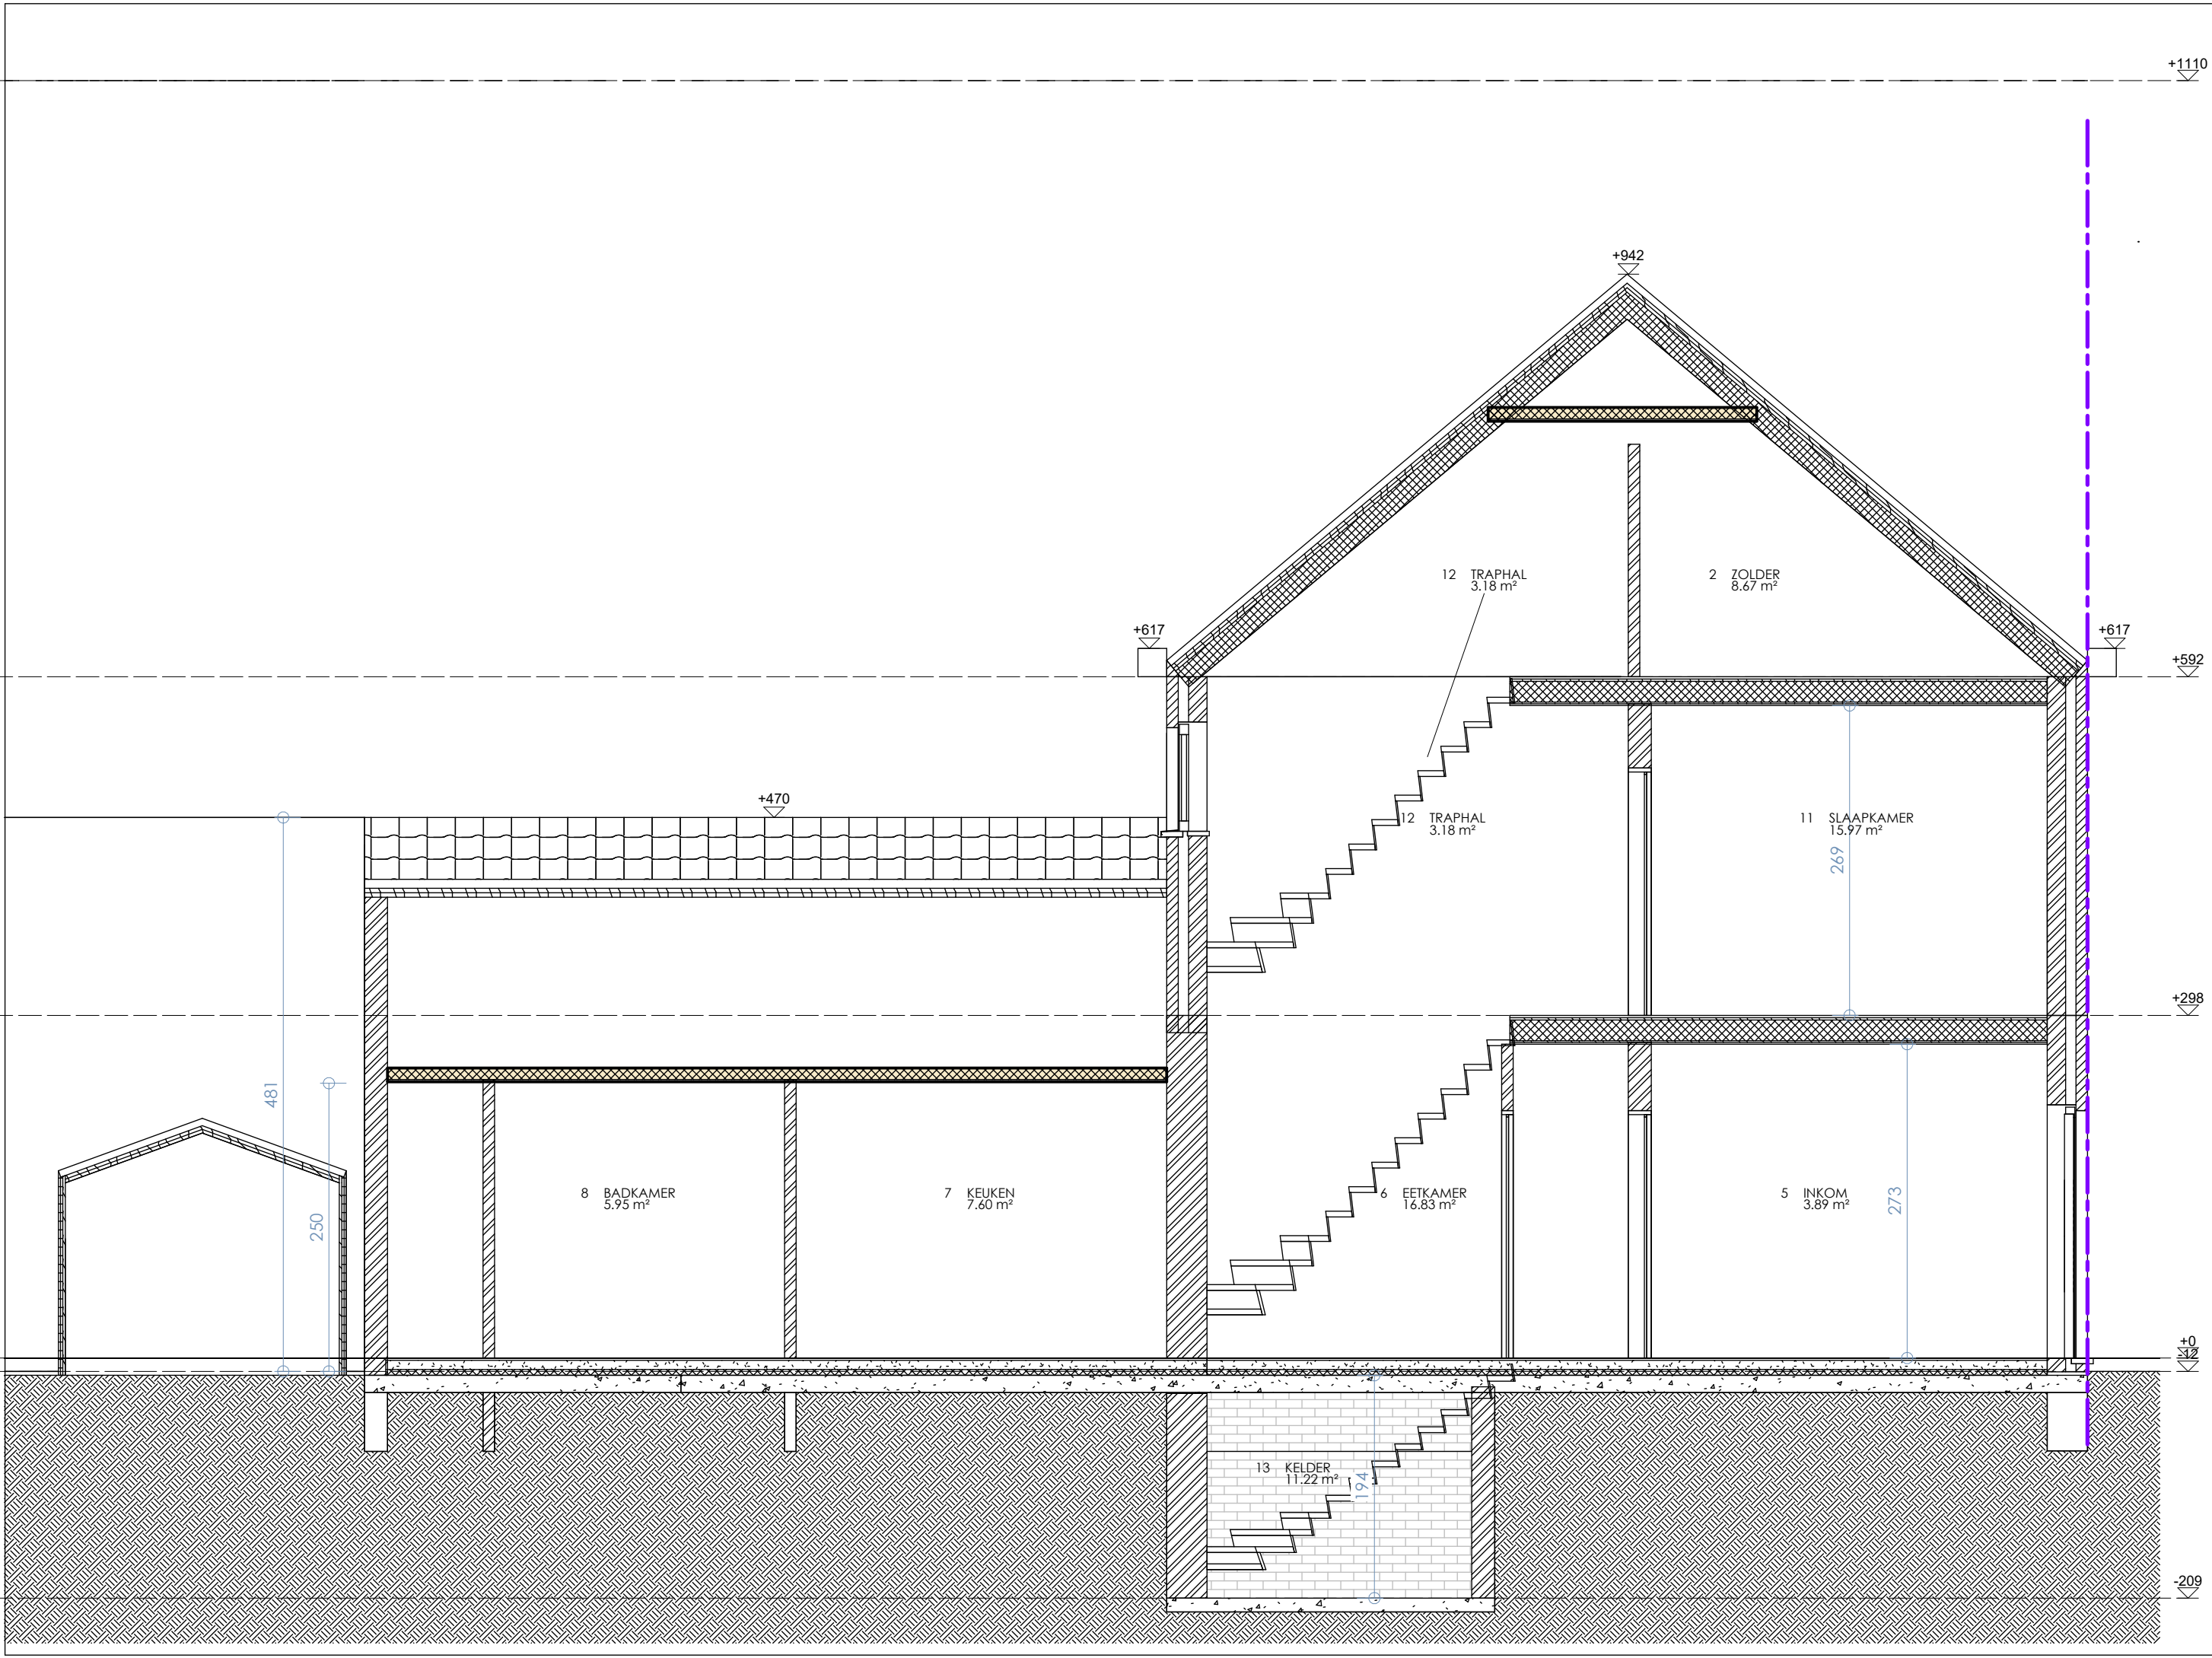 +1110
+942
12 TRAPHAL
3.18 m²
2 ZOLDER
8.67 m²
+617
+617
+592
+470
12 TRAPHAL
3.18 m²
11 SLAAPKAMER
15.97 m²
269
+298
481
250
8 BADKAMER
5.95 m²
7 KEUKEN
7.60 m²
6 EETKAMER
16.83 m²
5 INKOM
3.89 m²
273
+0
-12
13 KELDER
11.22 m²
194
-209